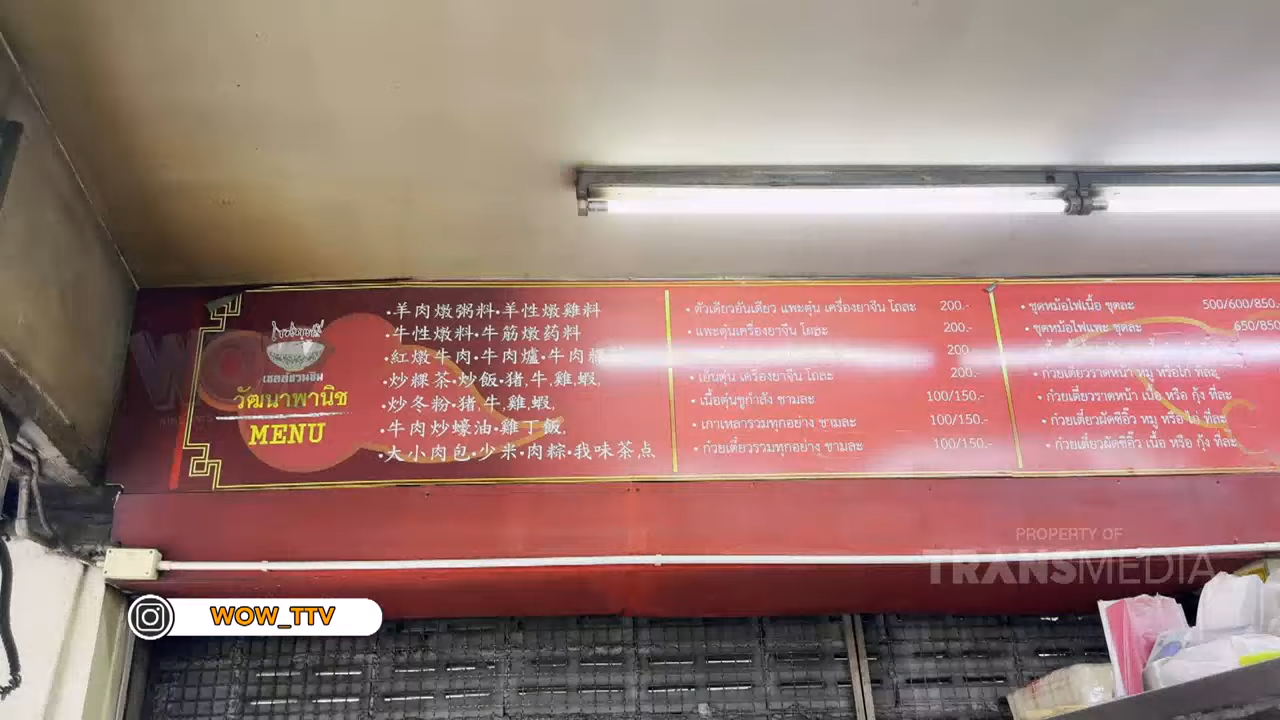 เชลล์ชวนชิม
วัฒนาพานิช
MENU
•羊肉燉粥料•羊性燉雞料
•牛性燉料•牛筋燉药料
•紅燉牛肉•牛肉爐•牛肉
•炒粿茶•炒飯•猪,牛,雞,蝦,
•炒冬粉•猪,牛,雞,蝦,
•牛肉炒蠔油•雞丁飯,
•大小肉包•少米•肉粽•我味茶点
• ตัวเดียวอันเดียว แพะตุ๋น เครื่องยาจีน โถละ 200.-
• แพะตุ๋นเครื่องยาจีน โถละ 200.-
200.-
• เอ็นตุ๋น เครื่องยาจีน โถละ 200.-
• เนื้อตุ๋นชูกำลัง ชามละ 100/150.-
• เกาเหลารวมทุกอย่าง ชามละ 100/150.-
• ก๋วยเตี๋ยวรวมทุกอย่าง ชามละ 100/150.-
• ชุดหม้อไฟเนื้อ ชุดละ 500/600/850.-
• ชุดหม้อไฟแพะ ชุดละ 650/850
• ก๋วยเตี๋ยวราดหน้า หมู หรือไก่ ที่ละ
• ก๋วยเตี๋ยวราดหน้า เนื้อ หรือ กุ้ง ที่ละ
• ก๋วยเตี๋ยวผัดซีอิ๊ว หมู หรือ ไก่ ที่ละ
• ก๋วยเตี๋ยวผัดซีอิ๊ว เนื้อ หรือ กุ้ง ที่ละ
WOW
PROPERTY OF
TRANSMEDIA
WOW_TTV